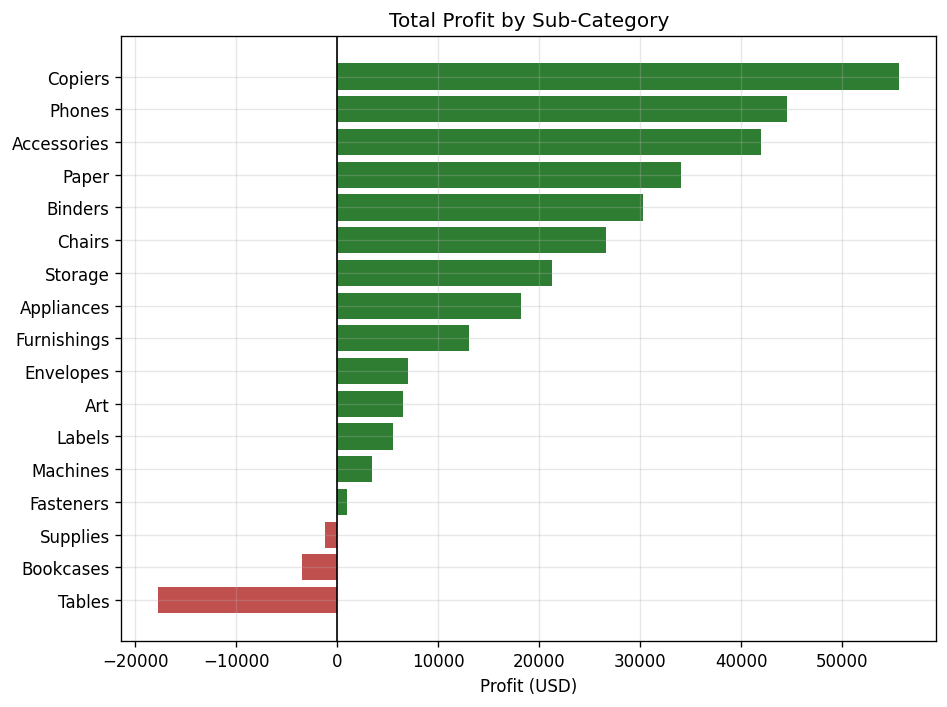 Total Profit by Sub-Category
Copiers
Phones
Accessories
Paper
Binders
Chairs
Storage
Appliances
Furnishings
Envelopes
Art
Labels
Machines
Fasteners
Supplies
Bookcases
Tables
−20000 −10000 0 10000 20000 30000 40000 50000
Profit (USD)